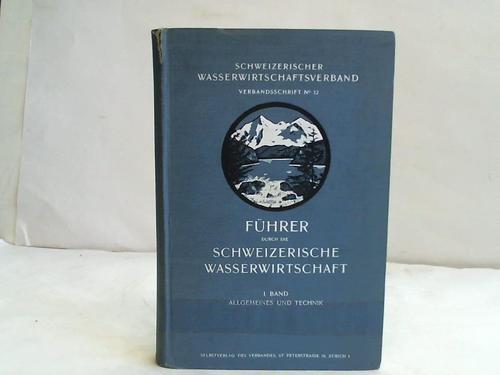 SCHWEIZERISCHER
WASSERWIRTSCHAFTSVERBAND
VERBANDSSCHRIFT Nº 12
FÜHRER
DURCH DIE
SCHWEIZERISCHE
WASSERWIRTSCHAFT
I. BAND
ALLGEMEINES UND TECHNIK
SELBSTVERLAG DES VERBANDES, ST. PETERSTRASSE 10, ZÜRICH 1